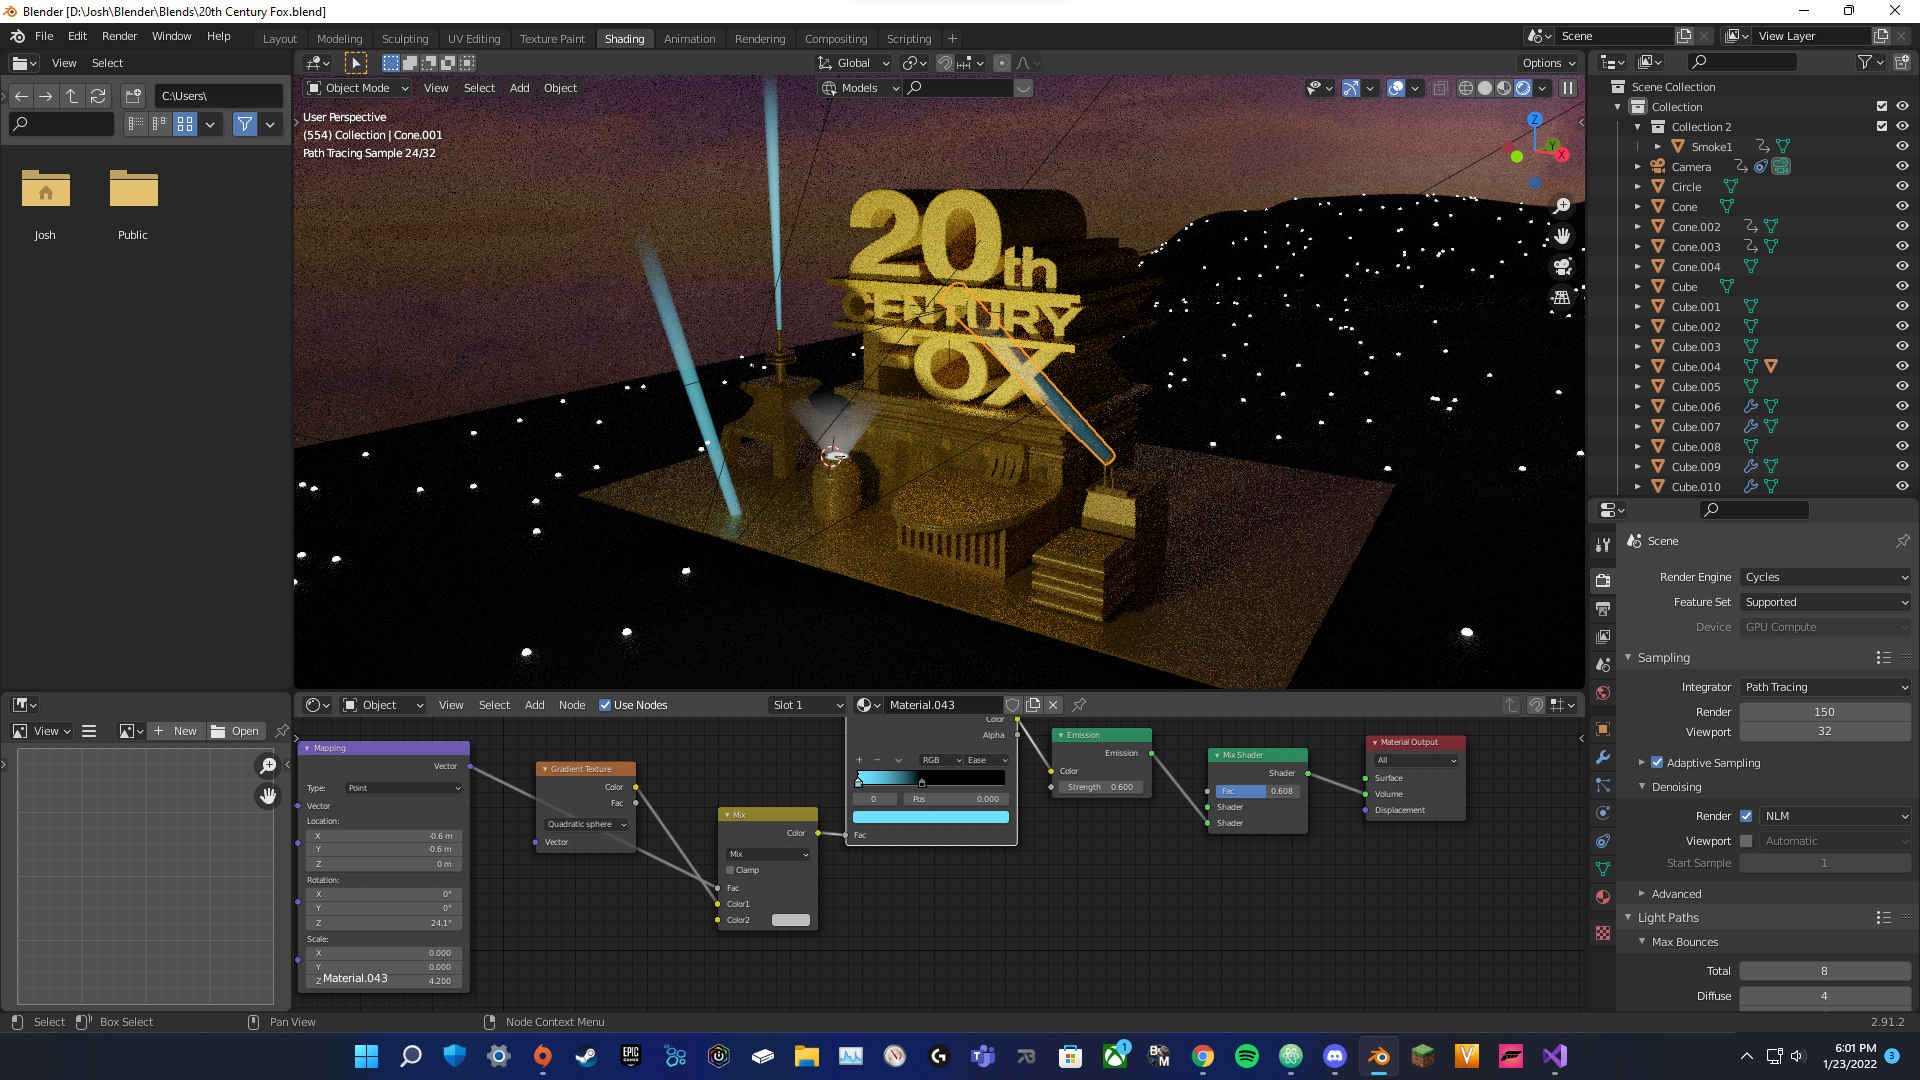 Blender [D:\Josh\Blender\Blends\20th Century Fox.blend]
File Edit Render Window Help
Layout Modeling Sculpting UV Editing Texture Paint Shading Animation Rendering Compositing Scripting +
Scene
View Layer
View Select
Global
Options
C:\Users\
Object Mode View Select Add Object
Models
User Perspective
(554) Collection | Cone.001
Path Tracing Sample 24/32
Josh
Public
Z
Y
X
20th
CENTURY
FOX
Scene Collection
Collection
Collection 2
Smoke1
Camera
Circle
Cone
Cone.002
Cone.003
Cone.004
Cube
Cube.001
Cube.002
Cube.003
Cube.004
Cube.005
Cube.006
Cube.007
Cube.008
Cube.009
Cube.010
Scene
Render Engine Cycles
Feature Set Supported
Device GPU Compute
Sampling
Integrator Path Tracing
Render 150
Viewport 32
Adaptive Sampling
Denoising
Render NLM
Viewport Automatic
Start Sample 1
Advanced
Light Paths
Max Bounces
Total 8
Diffuse 4
View
New
Open
Object View Select Add Node Use Nodes
Slot 1
Material.043
Mapping
Vector
Type: Point
Vector
Location:
X -0.6 m
Y -0.6 m
Z 0 m
Rotation:
X 0°
Y 0°
Z 24.1°
Scale:
X 0.000
Y 0.000
Z 4.200
Material.043
Gradient Texture
Color
Fac
Quadratic sphere
Vector
Mix
Color
Mix
Clamp
Fac
Color1
Color2
Color
Alpha
+ − RGB Ease
0 Pos 0.000
Fac
Emission
Emission
Color
Strength 0.600
Mix Shader
Shader
Fac 0.608
Shader
Shader
Material Output
All
Surface
Volume
Displacement
Select Box Select Pan View Node Context Menu
2.91.2
EPIC GAMES
1
6:01 PM
1/23/2022
3